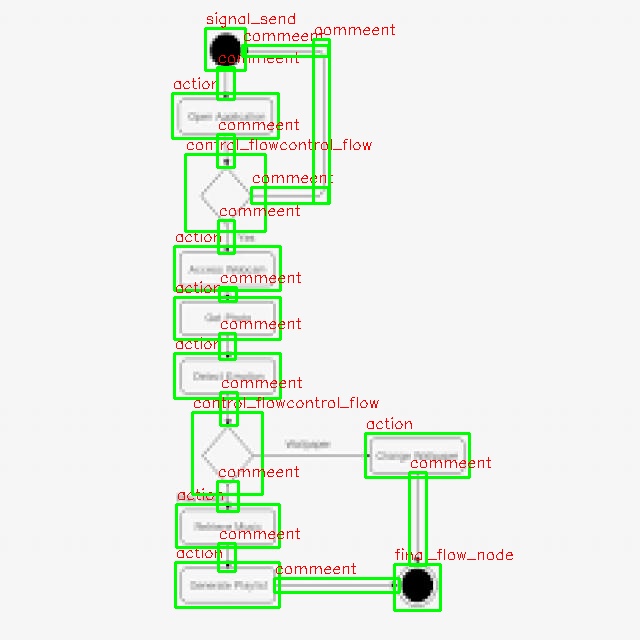 signal_send
commeent
commeent
commeent
action
Open Application
commeent
control_flowcontrol_flow
commeent
commeent
action
Yes
Access Webcam
commeent
action
Get Photo
commeent
action
Detect Emotion
commeent
control_flowcontrol_flow
action
Wallpaper
Change Wallpaper
commeent
commeent
action
Retrieve Music
commeent
action
final_flow_node
commeent
Generate Playlist